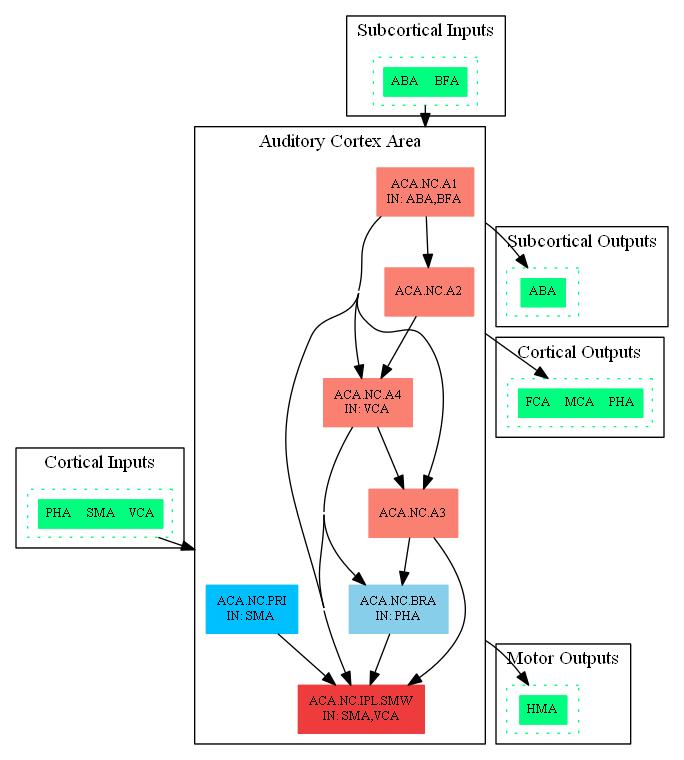 Subcortical Inputs
ABA BFA
Auditory Cortex Area
ACA.NC.A1
IN: ABA,BFA
Subcortical Outputs
ABA
ACA.NC.A2
Cortical Outputs
FCA MCA PHA
ACA.NC.A4
IN: VCA
Cortical Inputs
PHA SMA VCA
ACA.NC.A3
ACA.NC.PRI
IN: SMA
ACA.NC.BRA
IN: PHA
Motor Outputs
HMA
ACA.NC.IPL.SMW
IN: SMA,VCA